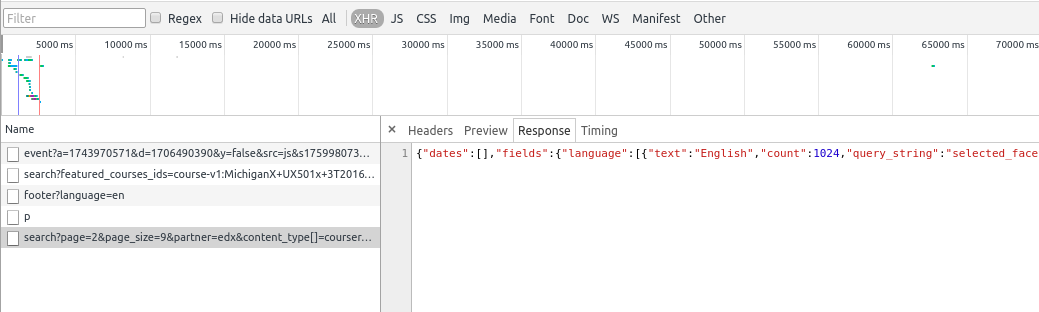 Filter Regex Hide data URLs All XHR JS CSS Img Media Font Doc WS Manifest Other
5000 ms 10000 ms 15000 ms 20000 ms 25000 ms 30000 ms 35000 ms 40000 ms 45000 ms 50000 ms 55000 ms 60000 ms 65000 ms 70000 ms
Name
× Headers Preview Response Timing
event?a=1743970571&d=1706490390&y=false&src=js&s175998073...
search?featured_courses_ids=course-v1:MichiganX+UX501x+3T2016...
footer?language=en
p
search?page=2&page_size=9&partner=edx&content_type[]=courser...
1 {"dates":[],"fields":{"language":[{"text":"English","count":1024,"query_string":"selected_face